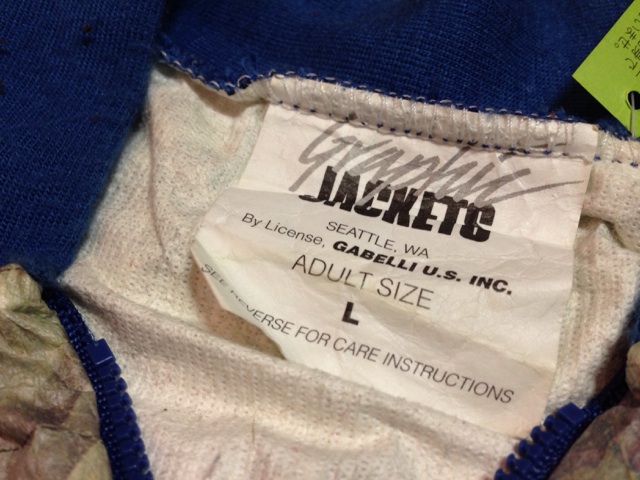 Graphic
JACKETS
SEATTLE, WA
By License, GABELLI U.S. INC.
ADULT SIZE
L
SEE REVERSE FOR CARE INSTRUCTIONS